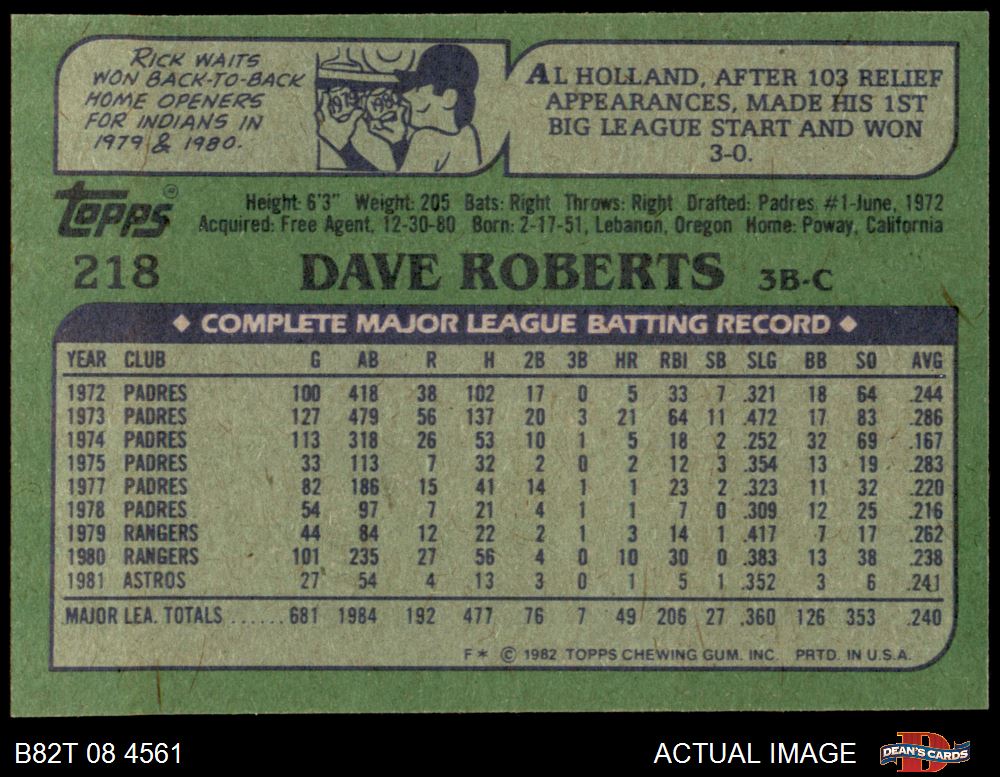 RICK WAITS
WON BACK-TO-BACK
HOME OPENERS
FOR INDIANS IN
1979 & 1980.
1979
1980
AL HOLLAND, AFTER 103 RELIEF
APPEARANCES, MADE HIS 1ST
BIG LEAGUE START AND WON
3-0.
topps®
Height: 6'3" Weight: 205 Bats: Right Throws: Right Drafted: Padres #1-June, 1972
Acquired: Free Agent, 12-30-80 Born: 2-17-51, Lebanon, Oregon Home: Poway, California
218 DAVE ROBERTS 3B-C
◆ COMPLETE MAJOR LEAGUE BATTING RECORD ◆
YEAR CLUB G AB R H 2B 3B HR RBI SB SLG BB SO AVG
1972 PADRES 100 418 38 102 17 0 5 33 7 .321 18 64 .244
1973 PADRES 127 479 56 137 20 3 21 64 11 .472 17 83 .286
1974 PADRES 113 318 26 53 10 1 5 18 2 .252 32 69 .167
1975 PADRES 33 113 7 32 2 0 2 12 3 .354 13 19 .283
1977 PADRES 82 186 15 41 14 1 1 23 2 .323 11 32 .220
1978 PADRES 54 97 7 21 4 1 1 7 0 .309 12 25 .216
1979 RANGERS 44 84 12 22 2 1 3 14 1 .417 7 17 .262
1980 RANGERS 101 235 27 56 4 0 10 30 0 .383 13 38 .238
1981 ASTROS 27 54 4 13 3 0 1 5 1 .352 3 6 .241
MAJOR LEA. TOTALS ...... 681 1984 192 477 76 7 49 206 27 .360 126 353 .240
F* © 1982 TOPPS CHEWING GUM. INC. PRTD. IN U.S.A.
B82T 08 4561 ACTUAL IMAGE DEAN'S CARDS